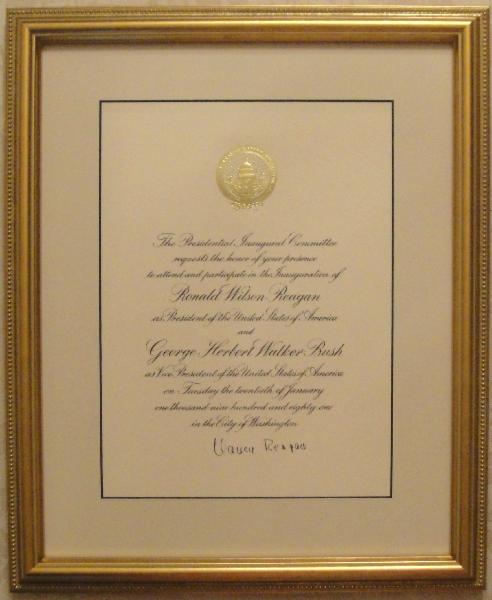 The Presidential Inaugural Committee
requests the honor of your presence
to attend and participate in the Inauguration of
Ronald Wilson Reagan
as President of the United States of America
and
George Herbert Walker Bush
as Vice President of the United States of America
on Tuesday the twentieth of January
one thousand nine hundred and eighty one
in the City of Washington
Nancy Reagan